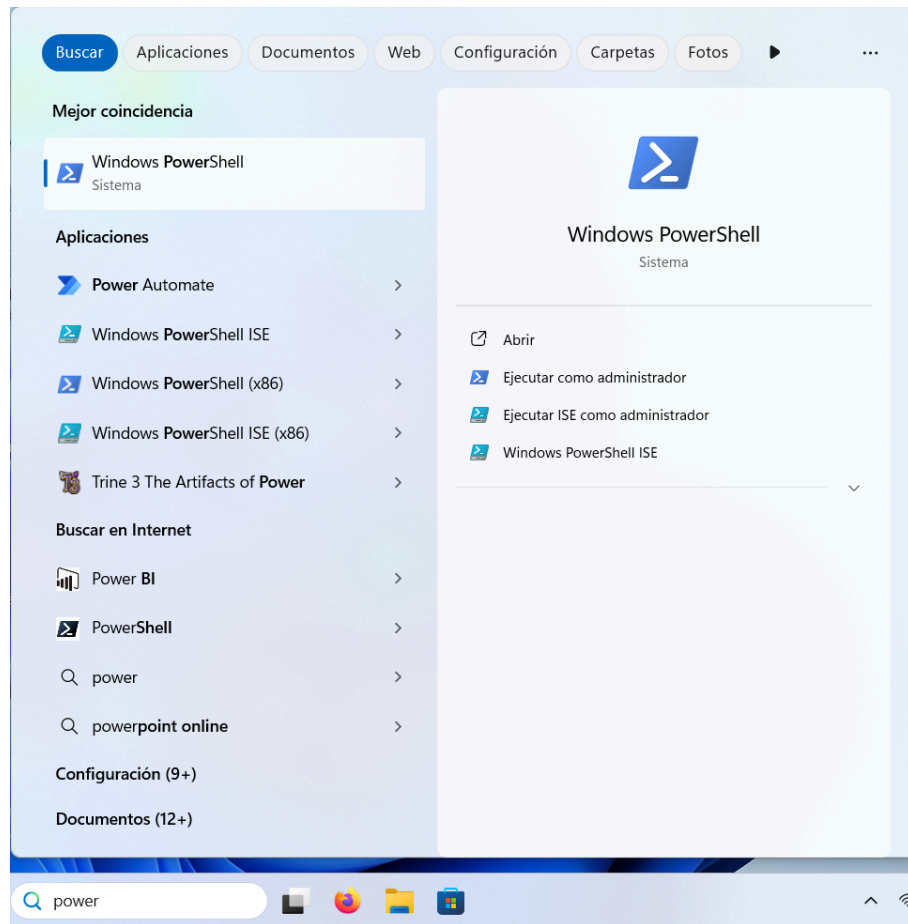 Buscar Aplicaciones Documentos Web Configuración Carpetas Fotos
Mejor coincidencia
Windows PowerShell
Sistema
Aplicaciones
Power Automate
Windows PowerShell ISE
Windows PowerShell (x86)
Windows PowerShell ISE (x86)
Trine 3 The Artifacts of Power
Buscar en Internet
Power BI
PowerShell
power
powerpoint online
Configuración (9+)
Documentos (12+)
Windows PowerShell
Sistema
Abrir
Ejecutar como administrador
Ejecutar ISE como administrador
Windows PowerShell ISE
power